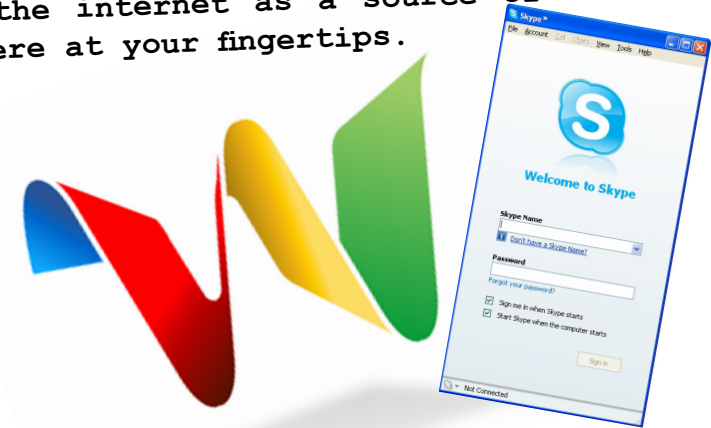 the internet as a source of
ere at your fingertips.
Skype™
File Account Call Chats View Tools Help
S
Welcome to Skype
Skype Name
Don't have a Skype Name?
Password
Forgot your password?
Sign me in when Skype starts
Start Skype when the computer starts
Sign in
Not Connected